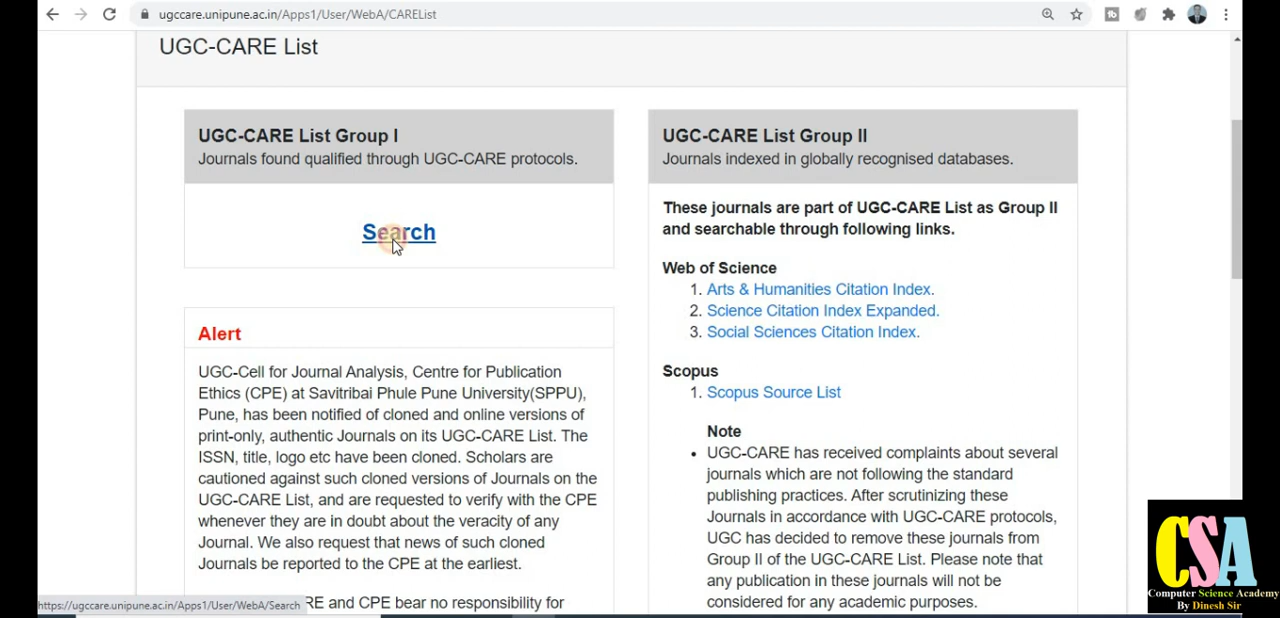 ugccare.unipune.ac.in/Apps1/User/WebA/CAREList
UGC-CARE List
UGC-CARE List Group I
Journals found qualified through UGC-CARE protocols.
Search
Alert
UGC-Cell for Journal Analysis, Centre for Publication
Ethics (CPE) at Savitribai Phule Pune University(SPPU),
Pune, has been notified of cloned and online versions of
print-only, authentic Journals on its UGC-CARE List. The
ISSN, title, logo etc have been cloned. Scholars are
cautioned against such cloned versions of Journals on the
UGC-CARE List, and are requested to verify with the CPE
whenever they are in doubt about the veracity of any
Journal. We also request that news of such cloned
Journals be reported to the CPE at the earliest.
RE and CPE bear no responsibility for
https://ugccare.unipune.ac.in/Apps1/User/WebA/Search
UGC-CARE List Group II
Journals indexed in globally recognised databases.
These journals are part of UGC-CARE List as Group II
and searchable through following links.
Web of Science
1. Arts & Humanities Citation Index.
2. Science Citation Index Expanded.
3. Social Sciences Citation Index.
Scopus
1. Scopus Source List
Note
• UGC-CARE has received complaints about several
journals which are not following the standard
publishing practices. After scrutinizing these
Journals in accordance with UGC-CARE protocols,
UGC has decided to remove these journals from
Group II of the UGC-CARE List. Please note that
any publication in these journals will not be
considered for any academic purposes.
CSA
Computer Science Academy
By Dinesh Sir